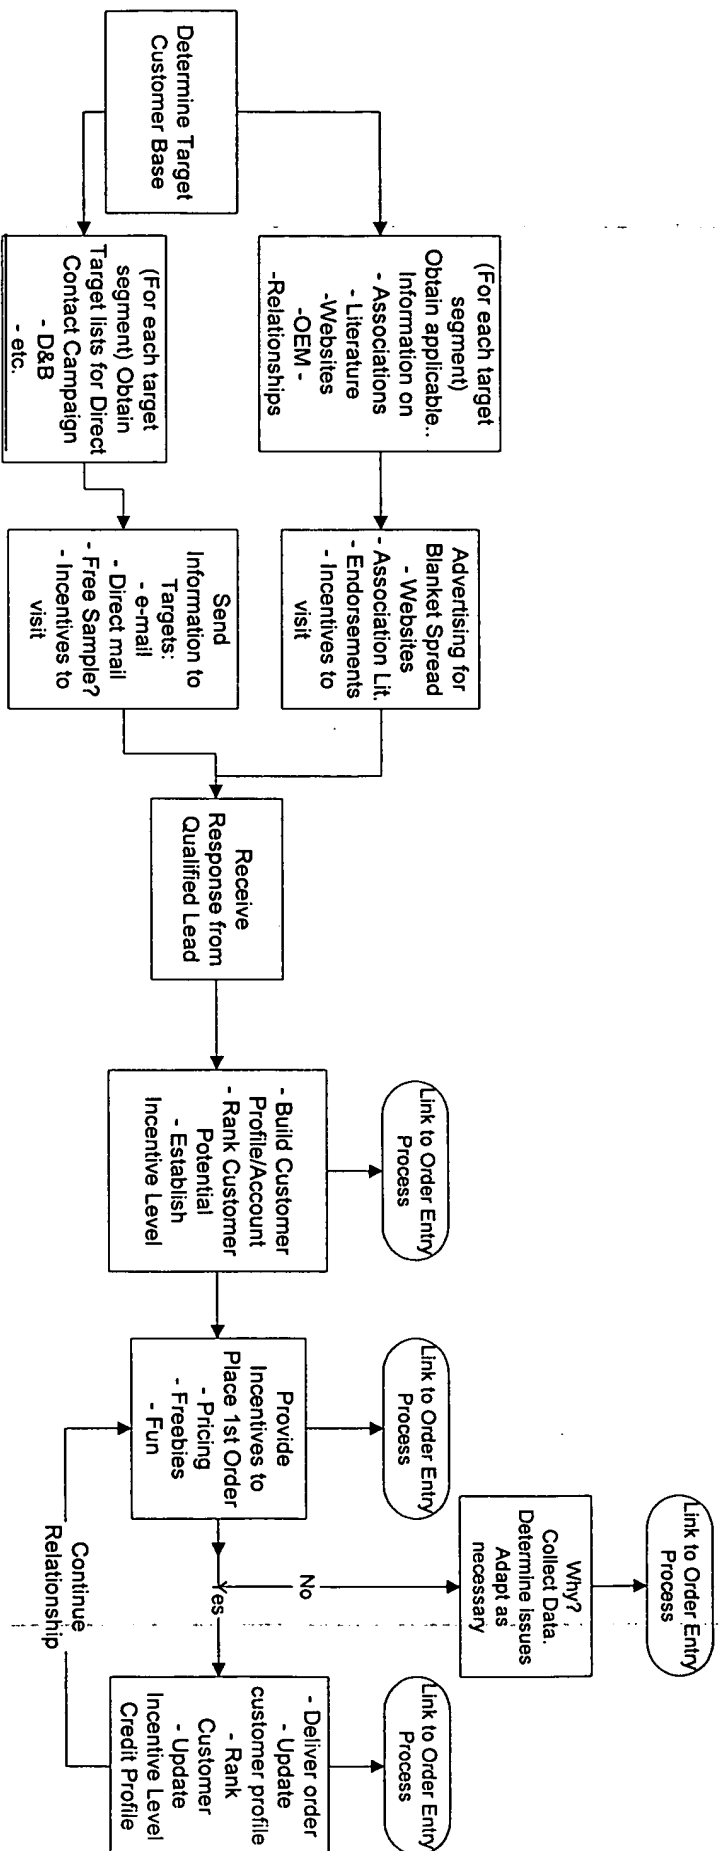 Determine Target
Customer Base
(For each target
segment)
Obtain applicable..
Information on
- Associations
- Literature
-Websites
-OEM -
-Relationships
(For each target
segment) Obtain
Target lists for Direct
Contact Campaign
- D&B
- etc.
Advertising for
Blanket Spread
- Websites
- Association Lit.
- Endorsements
- Incentives to
visit
Send
Information to
Targets:
- e-mail
- Direct mail
- Free Sample?
- Incentives to
visit
Receive
Response from
Qualified Lead
Link to Order Entry
Process
- Build Customer
Profile/Account
- Rank Customer
Potential
- Establish
Incentive Level
Link to Order Entry
Process
Provide
Incentives to
Place 1st Order
- Pricing
- Freebies
- Fun
Link to Order Entry
Process
Why?
Collect Data.
Determine issues
Adapt as
necessary
No
Yes
Continue
Relationship
Link to Order Entry
Process
- Deliver order
- Update
customer profile
- Rank
Customer
- Update
Incentive Level
Credit Profile